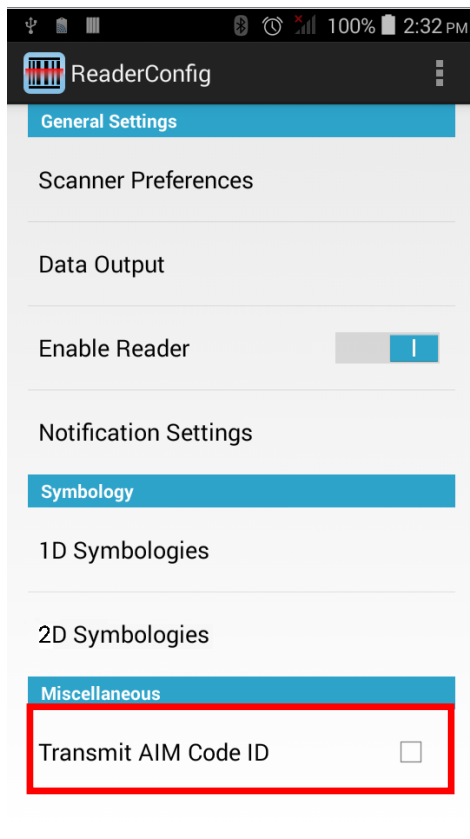 100% 2:32 PM
ReaderConfig
General Settings
Scanner Preferences
Data Output
Enable Reader
Notification Settings
Symbology
1D Symbologies
2D Symbologies
Miscellaneous
Transmit AIM Code ID